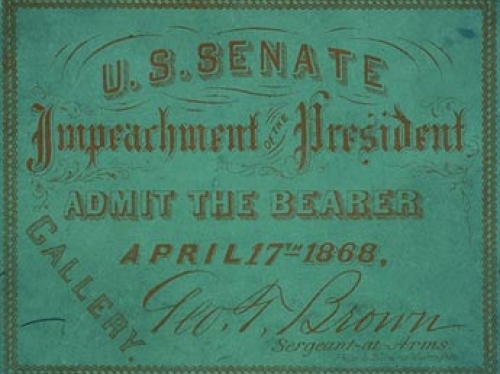 U.S. SENATE
Impeachment OF THE President
ADMIT THE BEARER
GALLERY.
APRIL 17TH 1868.
Geo. T. Brown
Sergeant-at-Arms.